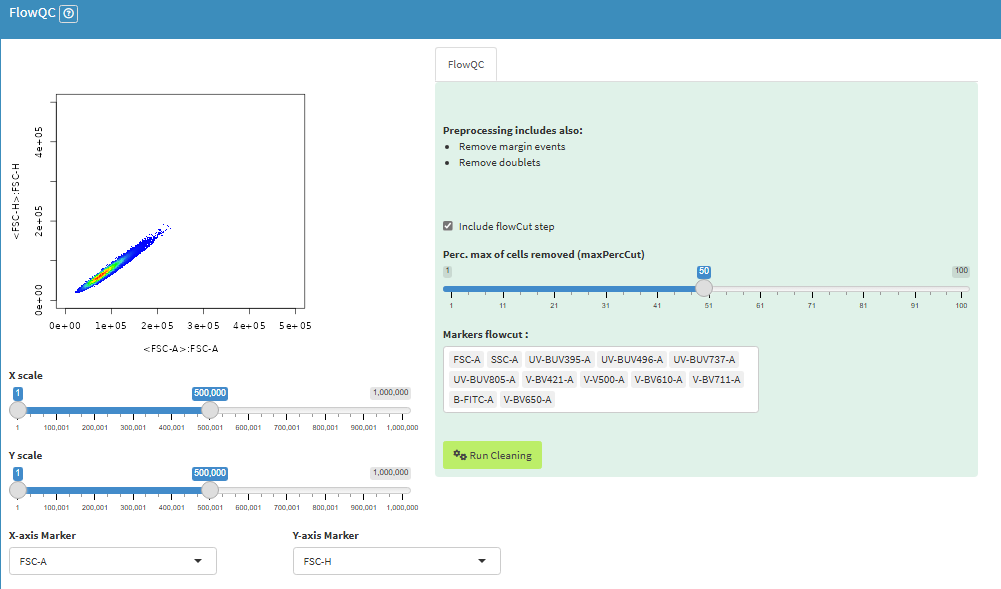 FlowQC ?
<FSC-H>:FSC-H
0e+00 2e+05 4e+05
0e+00 1e+05 2e+05 3e+05 4e+05 5e+05
<FSC-A>:FSC-A
X scale
1 500,000 1,000,000
1 100,001 200,001 300,001 400,001 500,001 600,001 700,001 800,001 900,001 1,000,000
Y scale
1 500,000 1,000,000
1 100,001 200,001 300,001 400,001 500,001 600,001 700,001 800,001 900,001 1,000,000
X-axis Marker
FSC-A
Y-axis Marker
FSC-H
FlowQC
Preprocessing includes also:
• Remove margin events
• Remove doublets
Include flowCut step
Perc. max of cells removed (maxPercCut)
1 50 100
1 11 21 31 41 51 61 71 81 91 100
Markers flowcut :
FSC-A SSC-A UV-BUV395-A UV-BUV496-A UV-BUV737-A
UV-BUV805-A V-BV421-A V-V500-A V-BV610-A V-BV711-A
B-FITC-A V-BV650-A
Run Cleaning